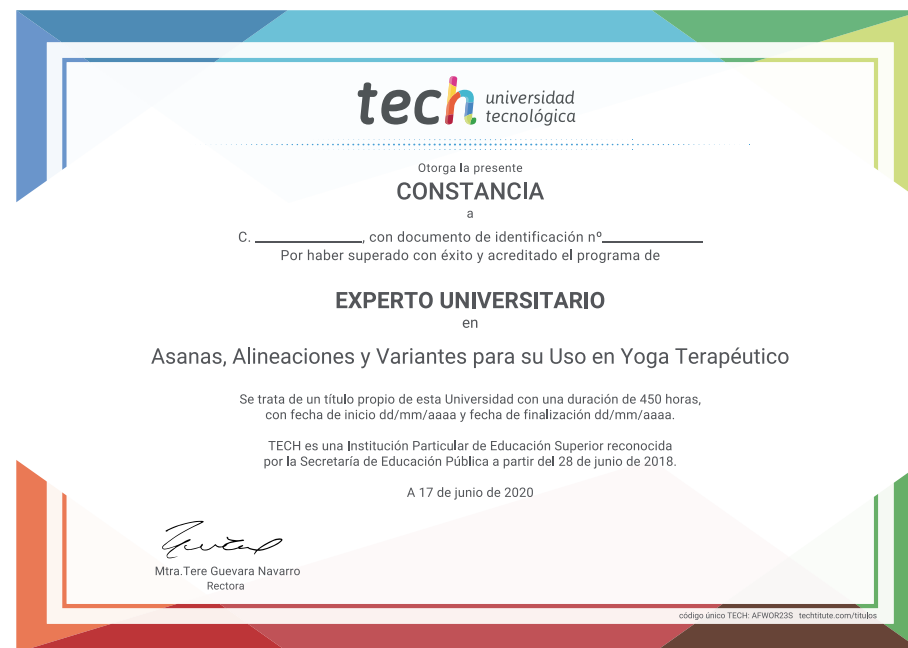 tech universidad
tecnológica
Otorga la presente
CONSTANCIA
a
C. ____________, con documento de identificación nº____________
Por haber superado con éxito y acreditado el programa de
EXPERTO UNIVERSITARIO
en
Asanas, Alineaciones y Variantes para su Uso en Yoga Terapéutico
Se trata de un título propio de esta Universidad con una duración de 450 horas,
con fecha de inicio dd/mm/aaaa y fecha de finalización dd/mm/aaaa.
TECH es una Institución Particular de Educación Superior reconocida
por la Secretaría de Educación Pública a partir del 28 de junio de 2018.
A 17 de junio de 2020
Mtra.Tere Guevara Navarro
Rectora
código único TECH: AFWOR23S techtitute.com/titulos